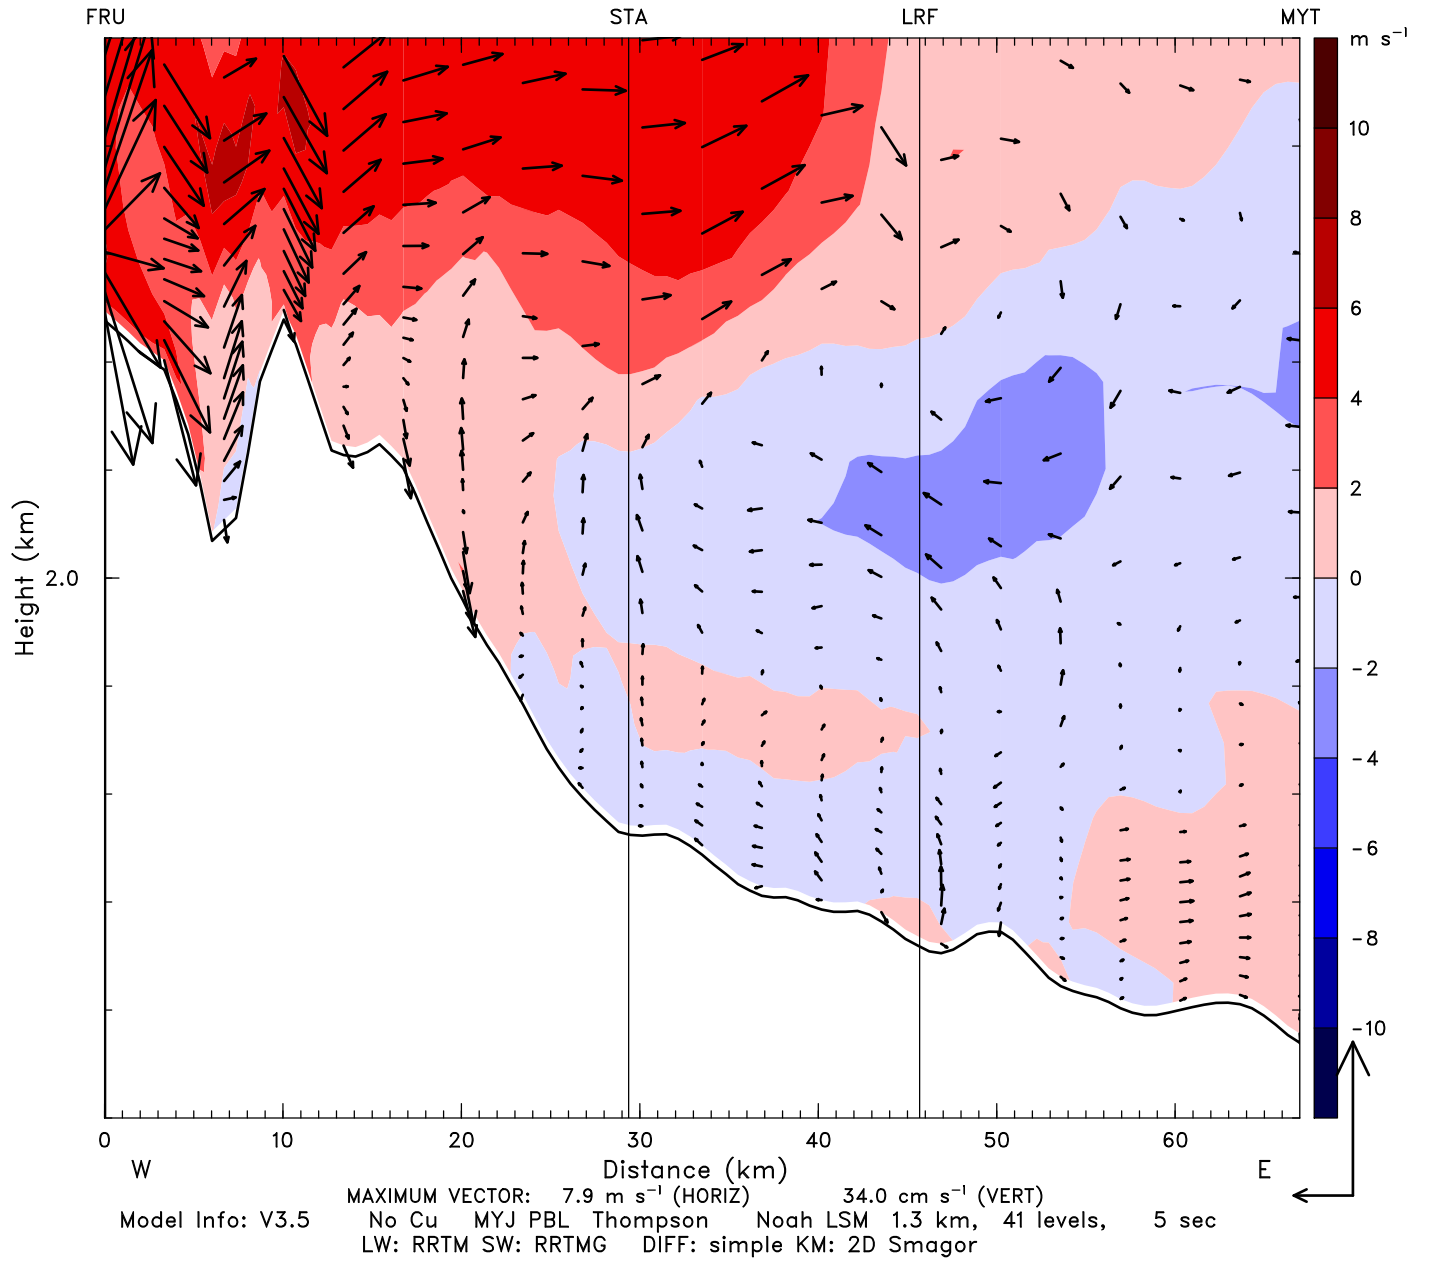 FRU STA LRF MYT
m s⁻¹
10
8
6
4
2
0
-2
-4
-6
-8
-10
Height (km)
2.0
0 10 20 30 40 50 60
W Distance (km) E
MAXIMUM VECTOR: 7.9 m s⁻¹ (HORIZ) 34.0 cm s⁻¹ (VERT)
Model Info: V3.5 No Cu MYJ PBL Thompson Noah LSM 1.3 km, 41 levels, 5 sec
LW: RRTM SW: RRTMG DIFF: simple KM: 2D Smagor